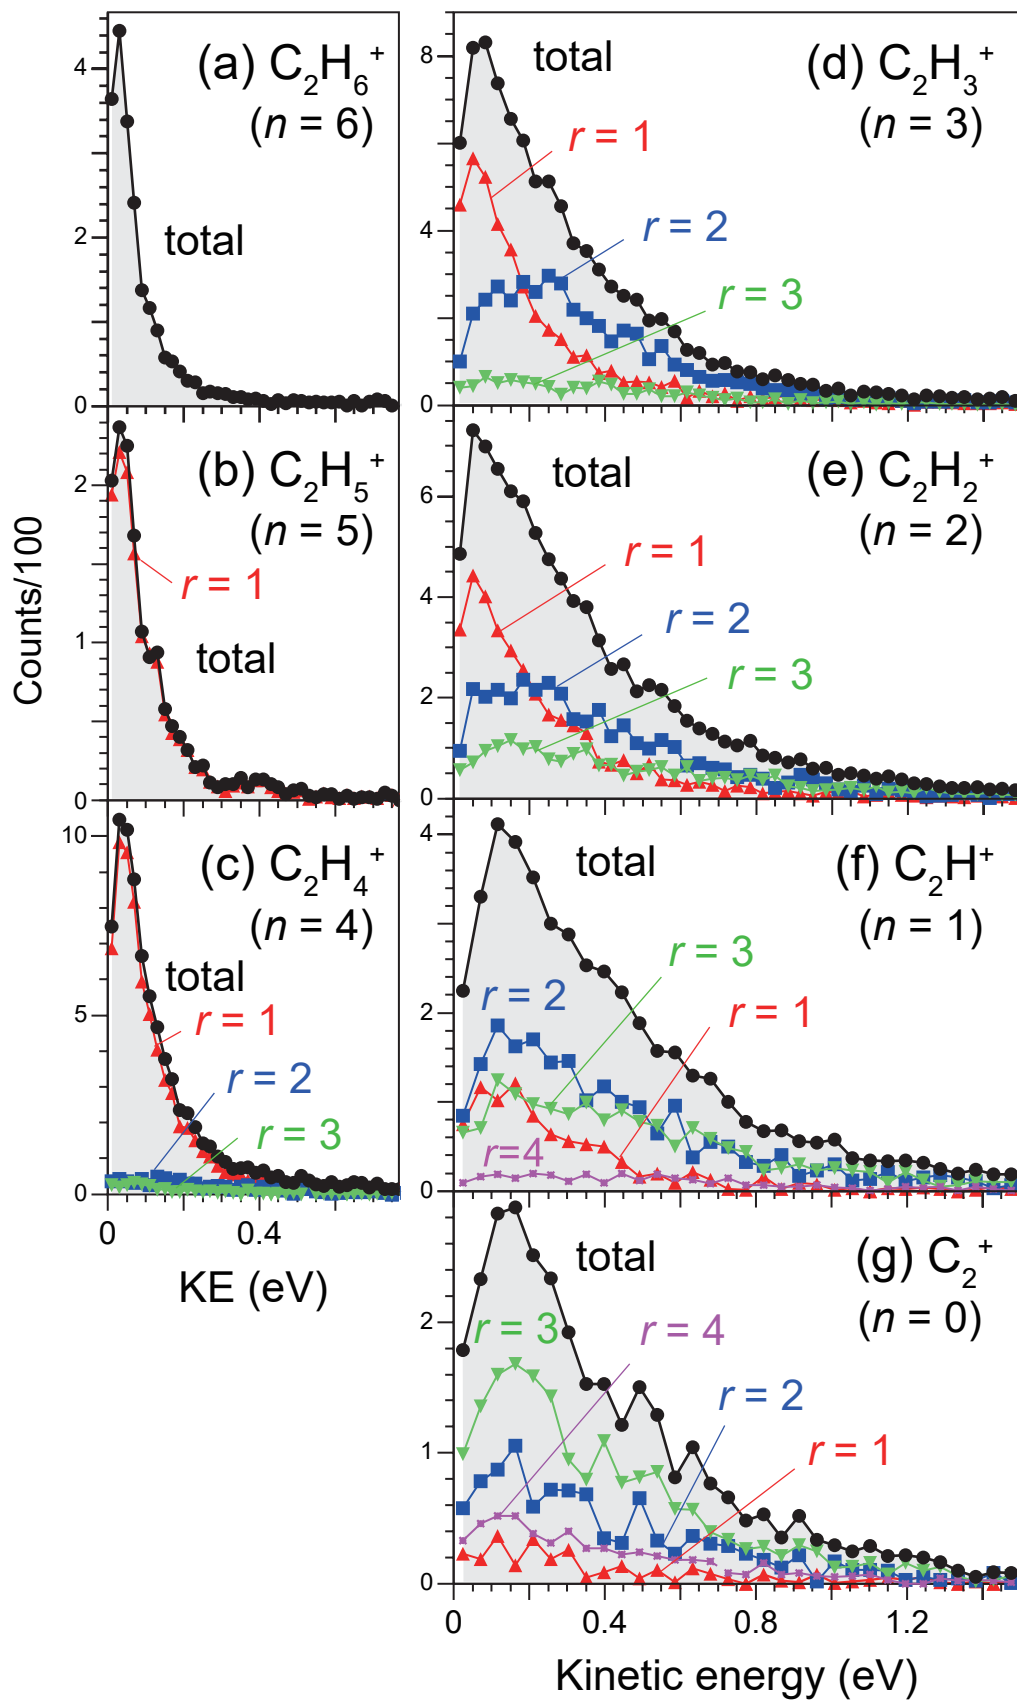 Counts/100
(a) C₂H₆⁺
(n = 6)
total
4
2
0
(b) C₂H₅⁺
(n = 5)
r = 1
total
2
1
0
(c) C₂H₄⁺
(n = 4)
total
r = 1
r = 2
r = 3
10
5
0
0
0.4
KE (eV)
total
(d) C₂H₃⁺
(n = 3)
r = 1
r = 2
r = 3
8
4
0
total
(e) C₂H₂⁺
(n = 2)
r = 1
r = 2
r = 3
6
4
2
0
total
(f) C₂H⁺
(n = 1)
r = 3
r = 2
r = 1
r=4
4
2
0
total
(g) C₂⁺
(n = 0)
r = 3
r = 4
r = 2
r = 1
2
1
0
0
0.4
0.8
1.2
Kinetic energy (eV)